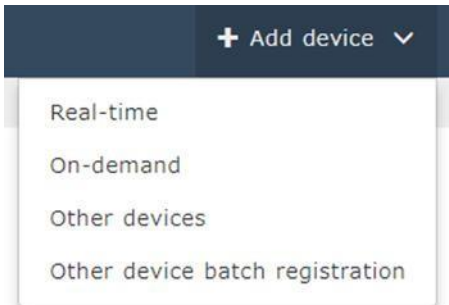 + Add device
Real-time
On-demand
Other devices
Other device batch registration